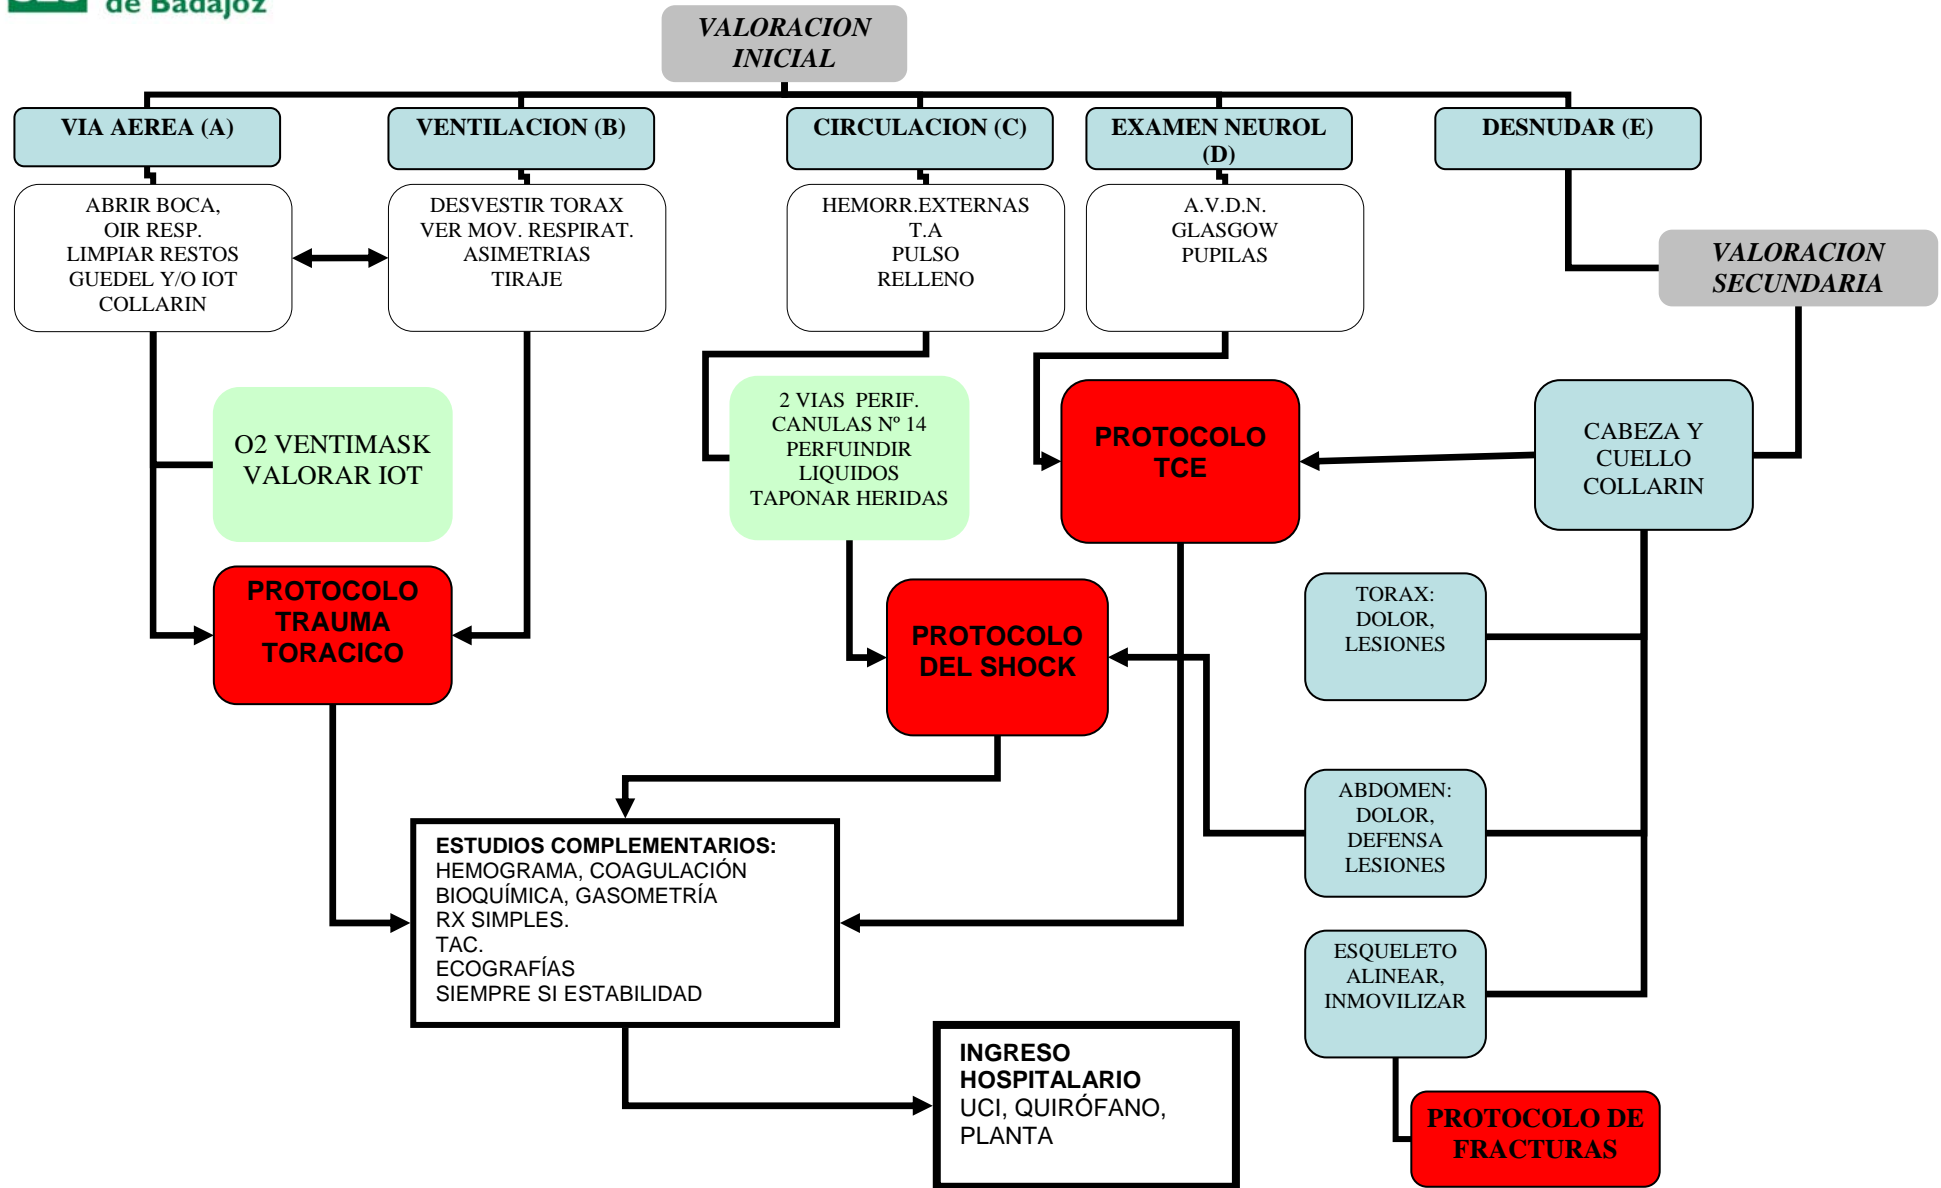 de Badajoz
VALORACION
INICIAL
VIA AEREA (A)
VENTILACION (B)
CIRCULACION (C)
EXAMEN NEUROL
(D)
DESNUDAR (E)
ABRIR BOCA,
OIR RESP.
LIMPIAR RESTOS
GUEDEL Y/O IOT
COLLARIN
DESVESTIR TORAX
VER MOV. RESPIRAT.
ASIMETRIAS
TIRAJE
HEMORR.EXTERNAS
T.A
PULSO
RELLENO
A.V.D.N.
GLASGOW
PUPILAS
VALORACION
SECUNDARIA
O2 VENTIMASK
VALORAR IOT
2 VIAS PERIF.
CANULAS Nº 14
PERFUINDIR
LIQUIDOS
TAPONAR HERIDAS
PROTOCOLO
TCE
CABEZA Y
CUELLO
COLLARIN
PROTOCOLO
TRAUMA
TORACICO
PROTOCOLO
DEL SHOCK
TORAX:
DOLOR,
LESIONES
ABDOMEN:
DOLOR,
DEFENSA
LESIONES
ESTUDIOS COMPLEMENTARIOS:
HEMOGRAMA, COAGULACIÓN
BIOQUÍMICA, GASOMETRÍA
RX SIMPLES.
TAC.
ECOGRAFÍAS
SIEMPRE SI ESTABILIDAD
ESQUELETO
ALINEAR,
INMOVILIZAR
INGRESO
HOSPITALARIO
UCI, QUIRÓFANO,
PLANTA
PROTOCOLO DE
FRACTURAS